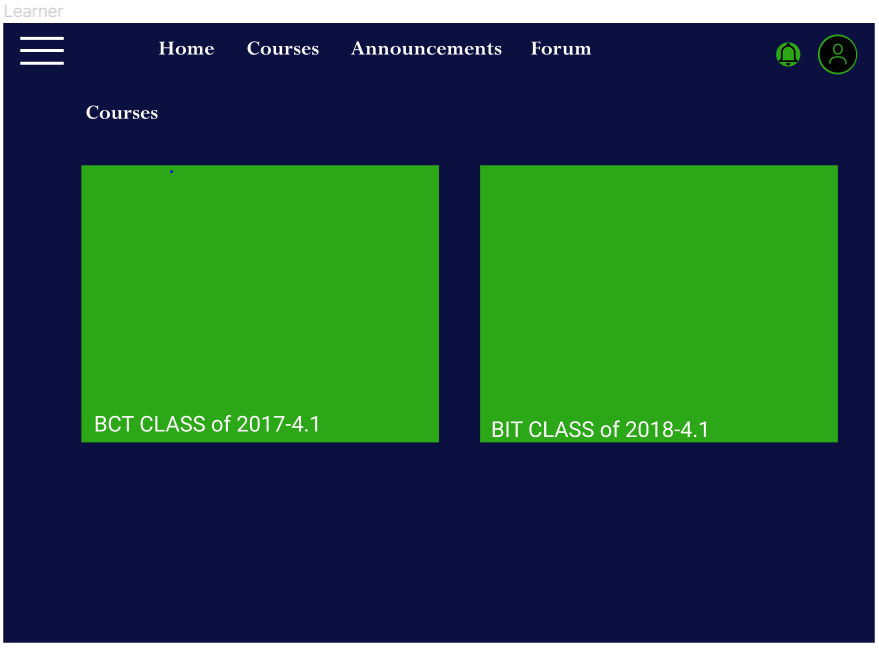 Learner
Home Courses Announcements Forum
Courses
BCT CLASS of 2017-4.1
BIT CLASS of 2018-4.1